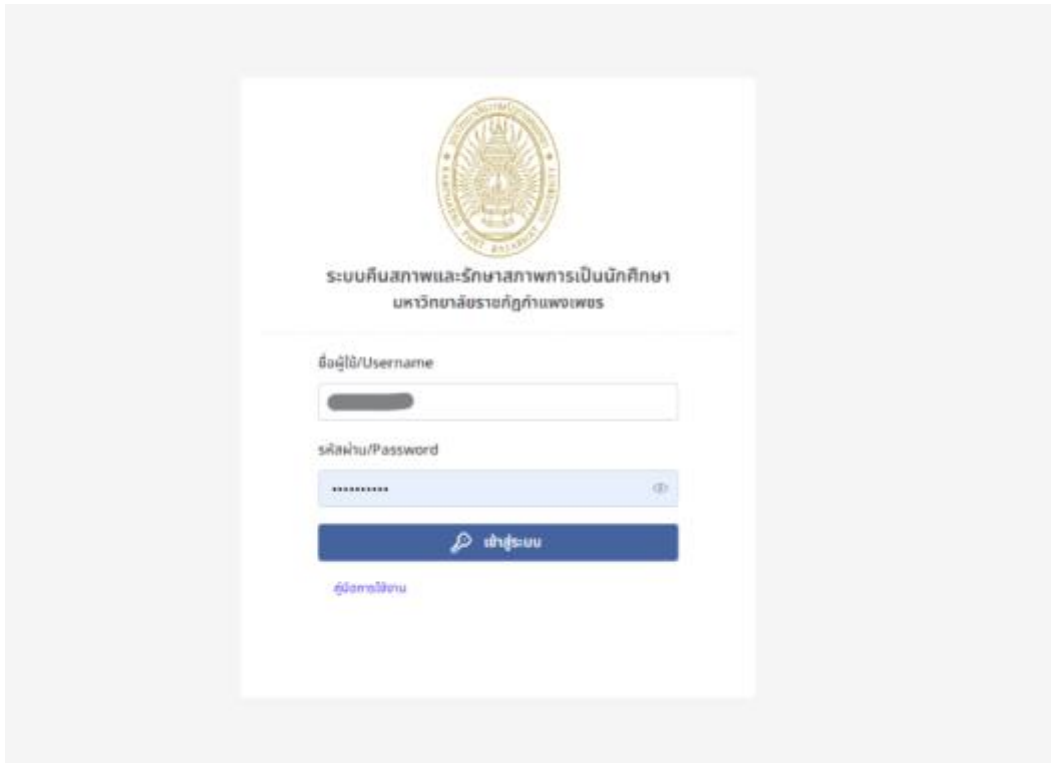 ระบบคืนสภาพและรักษาสภาพการเป็นนักศึกษา
มหาวิทยาลัยราชภัฏกำแพงเพชร
ชื่อผู้ใช้/Username
รหัสผ่าน/Password
••••••••••
เข้าสู่ระบบ
คู่มือการใช้งาน